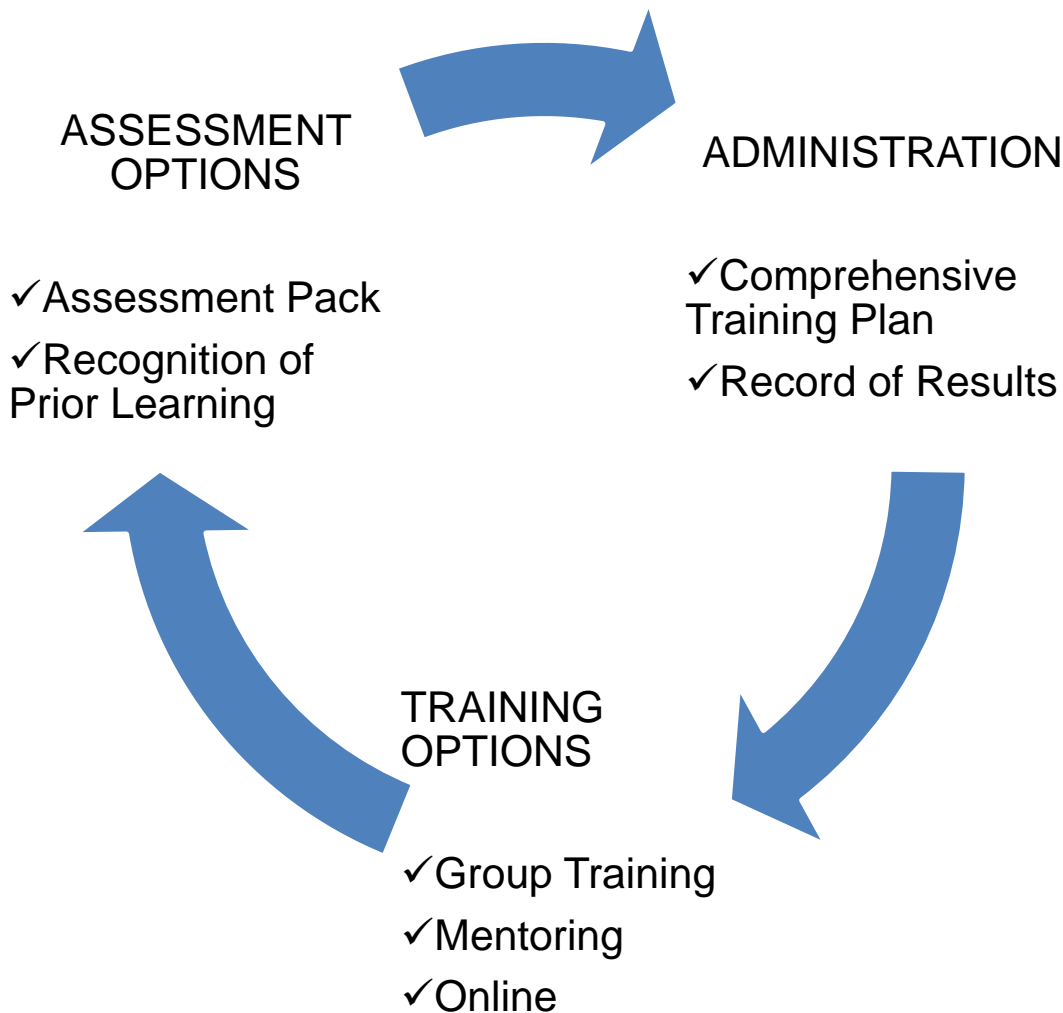 ASSESSMENT
OPTIONS
✓Assessment Pack
✓Recognition of
Prior Learning
ADMINISTRATION
✓Comprehensive
Training Plan
✓Record of Results
TRAINING
OPTIONS
✓Group Training
✓Mentoring
✓Online